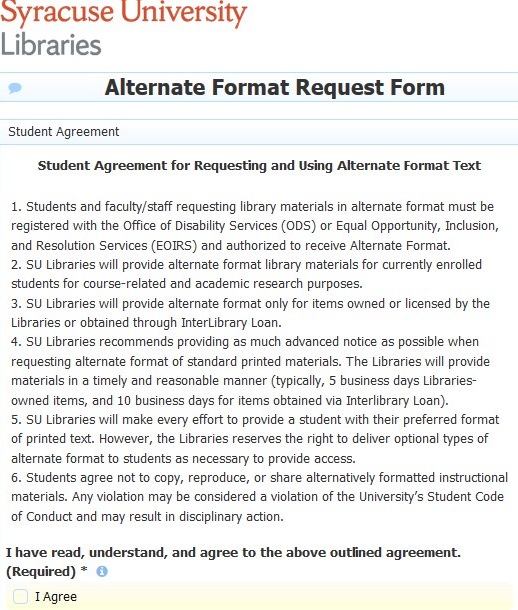 Syracuse University
Libraries
Alternate Format Request Form
Student Agreement
Student Agreement for Requesting and Using Alternate Format Text
1. Students and faculty/staff requesting library materials in alternate format must be
registered with the Office of Disability Services (ODS) or Equal Opportunity, Inclusion,
and Resolution Services (EOIRS) and authorized to receive Alternate Format.
2. SU Libraries will provide alternate format library materials for currently enrolled
students for course-related and academic research purposes.
3. SU Libraries will provide alternate format only for items owned or licensed by the
Libraries or obtained through InterLibrary Loan.
4. SU Libraries recommends providing as much advanced notice as possible when
requesting alternate format of standard printed materials. The Libraries will provide
materials in a timely and reasonable manner (typically, 5 business days Libraries-
owned items, and 10 business days for items obtained via Interlibrary Loan).
5. SU Libraries will make every effort to provide a student with their preferred format
of printed text. However, the Libraries reserves the right to deliver optional types of
alternate format to students as necessary to provide access.
6. Students agree not to copy, reproduce, or share alternatively formatted instructional
materials. Any violation may be considered a violation of the University's Student Code
of Conduct and may result in disciplinary action.
I have read, understand, and agree to the above outlined agreement.
(Required) *
I Agree